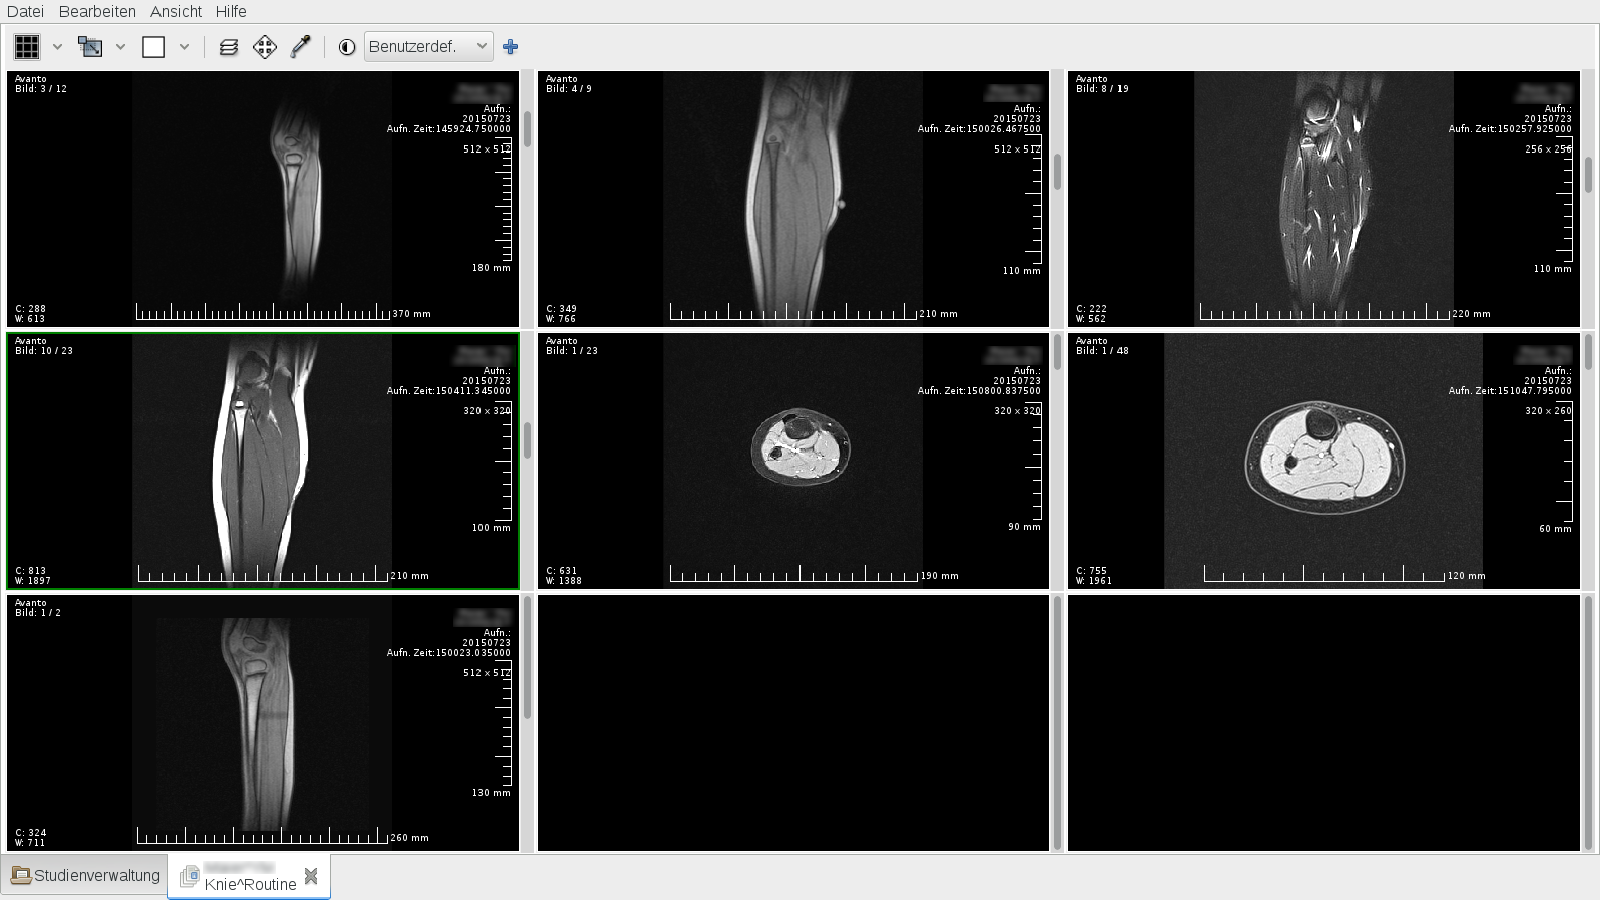 Datei Bearbeiten Ansicht Hilfe
Benutzerdef.
Avanto
Bild: 3 / 12
Aufn.:
20150723
Aufn. Zeit:145924.750000
512 x 512
180 mm
C: 288
W: 613
370 mm
Avanto
Bild: 4 / 9
Aufn.:
20150723
Aufn. Zeit:150026.467500
512 x 512
110 mm
C: 349
W: 766
210 mm
Avanto
Bild: 8 / 19
Aufn.:
20150723
Aufn. Zeit:150257.925000
256 x 256
110 mm
C: 222
W: 562
220 mm
Avanto
Bild: 10 / 23
Aufn.:
20150723
Aufn. Zeit:150411.345000
320 x 320
100 mm
C: 813
W: 1897
210 mm
Avanto
Bild: 1 / 23
Aufn.:
20150723
Aufn. Zeit:150800.837500
320 x 320
90 mm
C: 631
W: 1388
190 mm
Avanto
Bild: 1 / 48
Aufn.:
20150723
Aufn. Zeit:151047.795000
320 x 260
60 mm
C: 755
W: 1961
120 mm
Avanto
Bild: 1 / 2
Aufn.:
20150723
Aufn. Zeit:150023.035000
512 x 512
130 mm
C: 324
W: 711
260 mm
Studienverwaltung
Knie^Routine